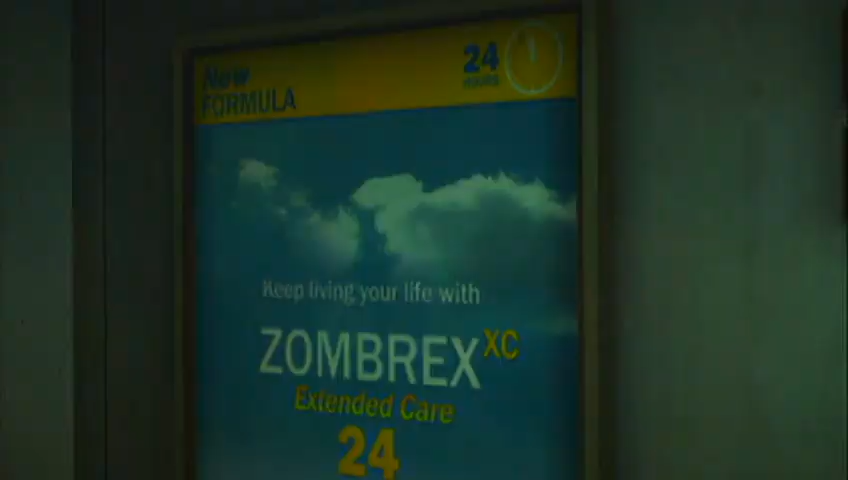 New
FORMULA
24
HOURS
Keep living your life with
ZOMBREX XC
Extended Care
24